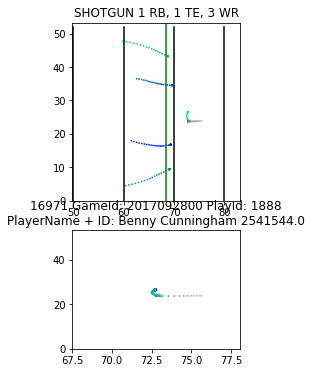 SHOTGUN 1 RB, 1 TE, 3 WR
50
40
30
20
10
0
50 60 70 80
16971 GameId: 2017092800 PlayId: 1888
PlayerName + ID: Benny Cunningham 2541544.0
40
20
0
67.5 70.0 72.5 75.0 77.5